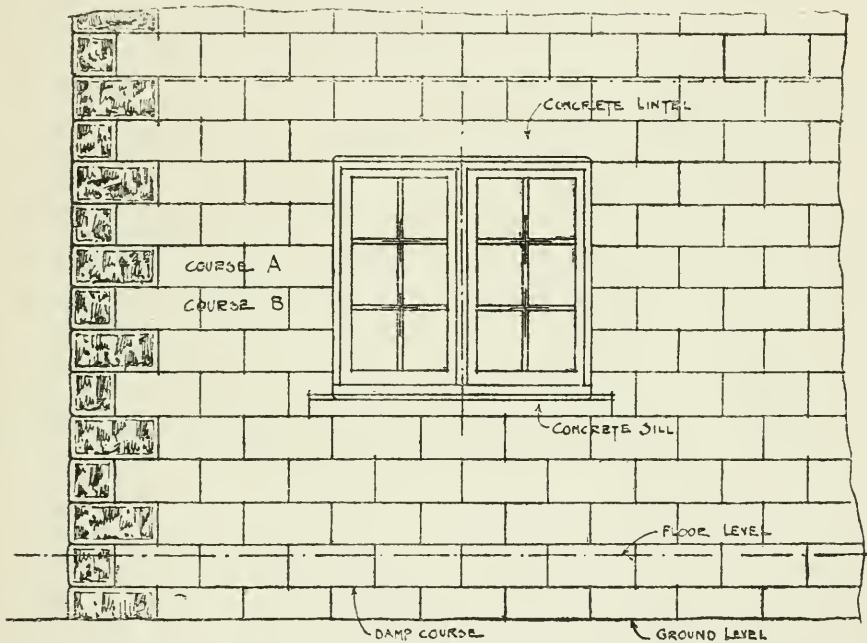 CONCRETE LINTEL
COURSE A
COURSE B
CONCRETE SILL
FLOOR LEVEL
DAMP COURSE
GROUND LEVEL